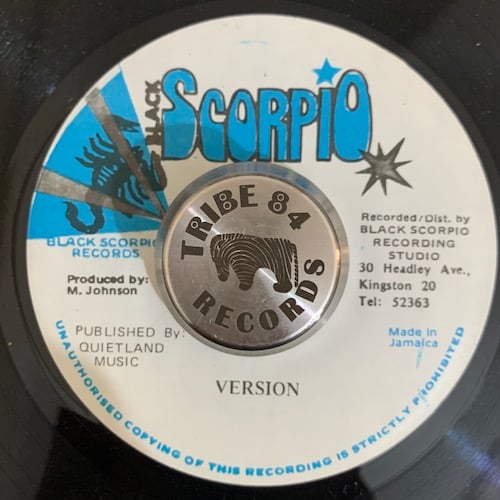 BLACK
SCORPIO
BLACK SCORPIO
RECORDS
Produced by:
M. Johnson
PUBLISHED By:
QUIETLAND
MUSIC
TRIBE 84
RECORDS
Recorded/Dist. by
BLACK SCORPIO
RECORDING
STUDIO
30 Headley Ave.,
Kingston 20
Tel: 52363
Made in
Jamaica
VERSION
UNAUTHORISED COPYING OF THIS RECORDING IS STRICTLY PROHIBITED